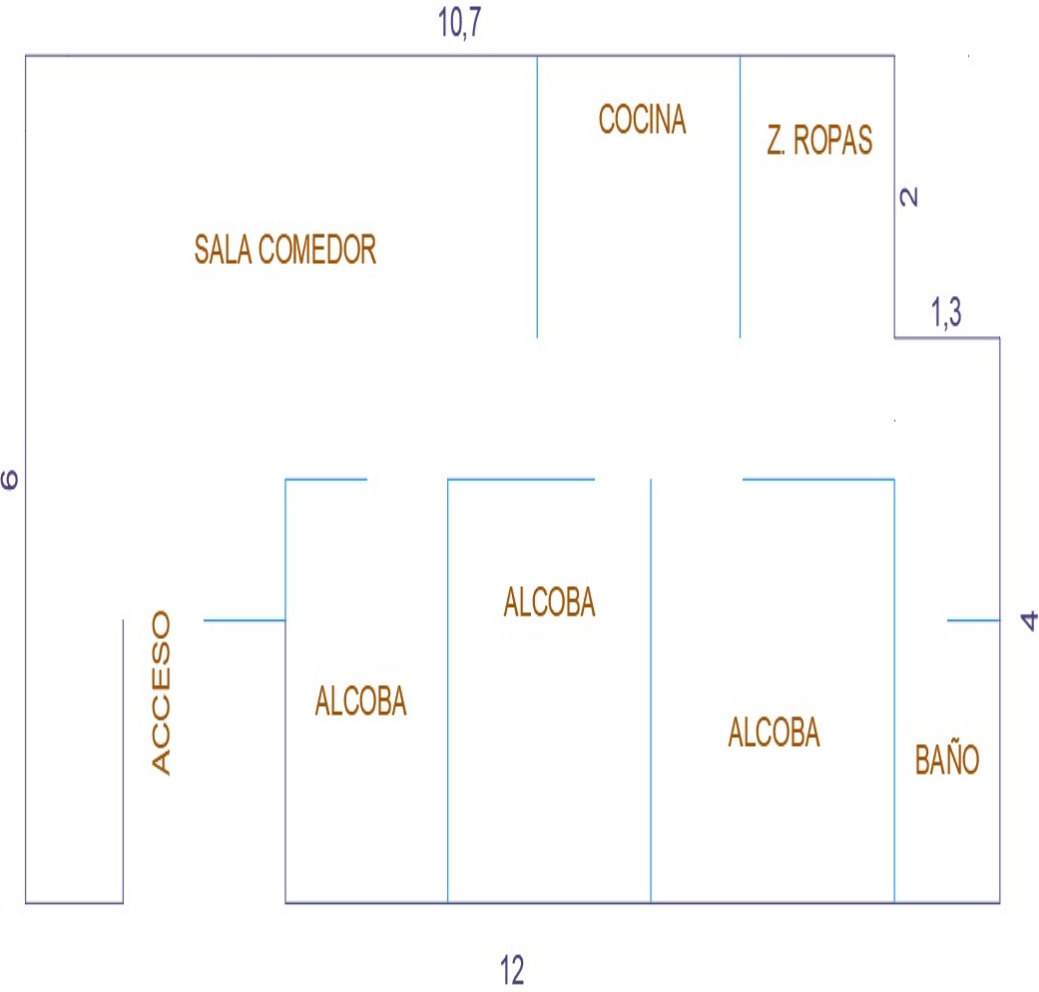 10,7
COCINA
Z. ROPAS
2
SALA COMEDOR
1,3
6
ALCOBA
ACCESO
4
ALCOBA
ALCOBA
BAÑO
12